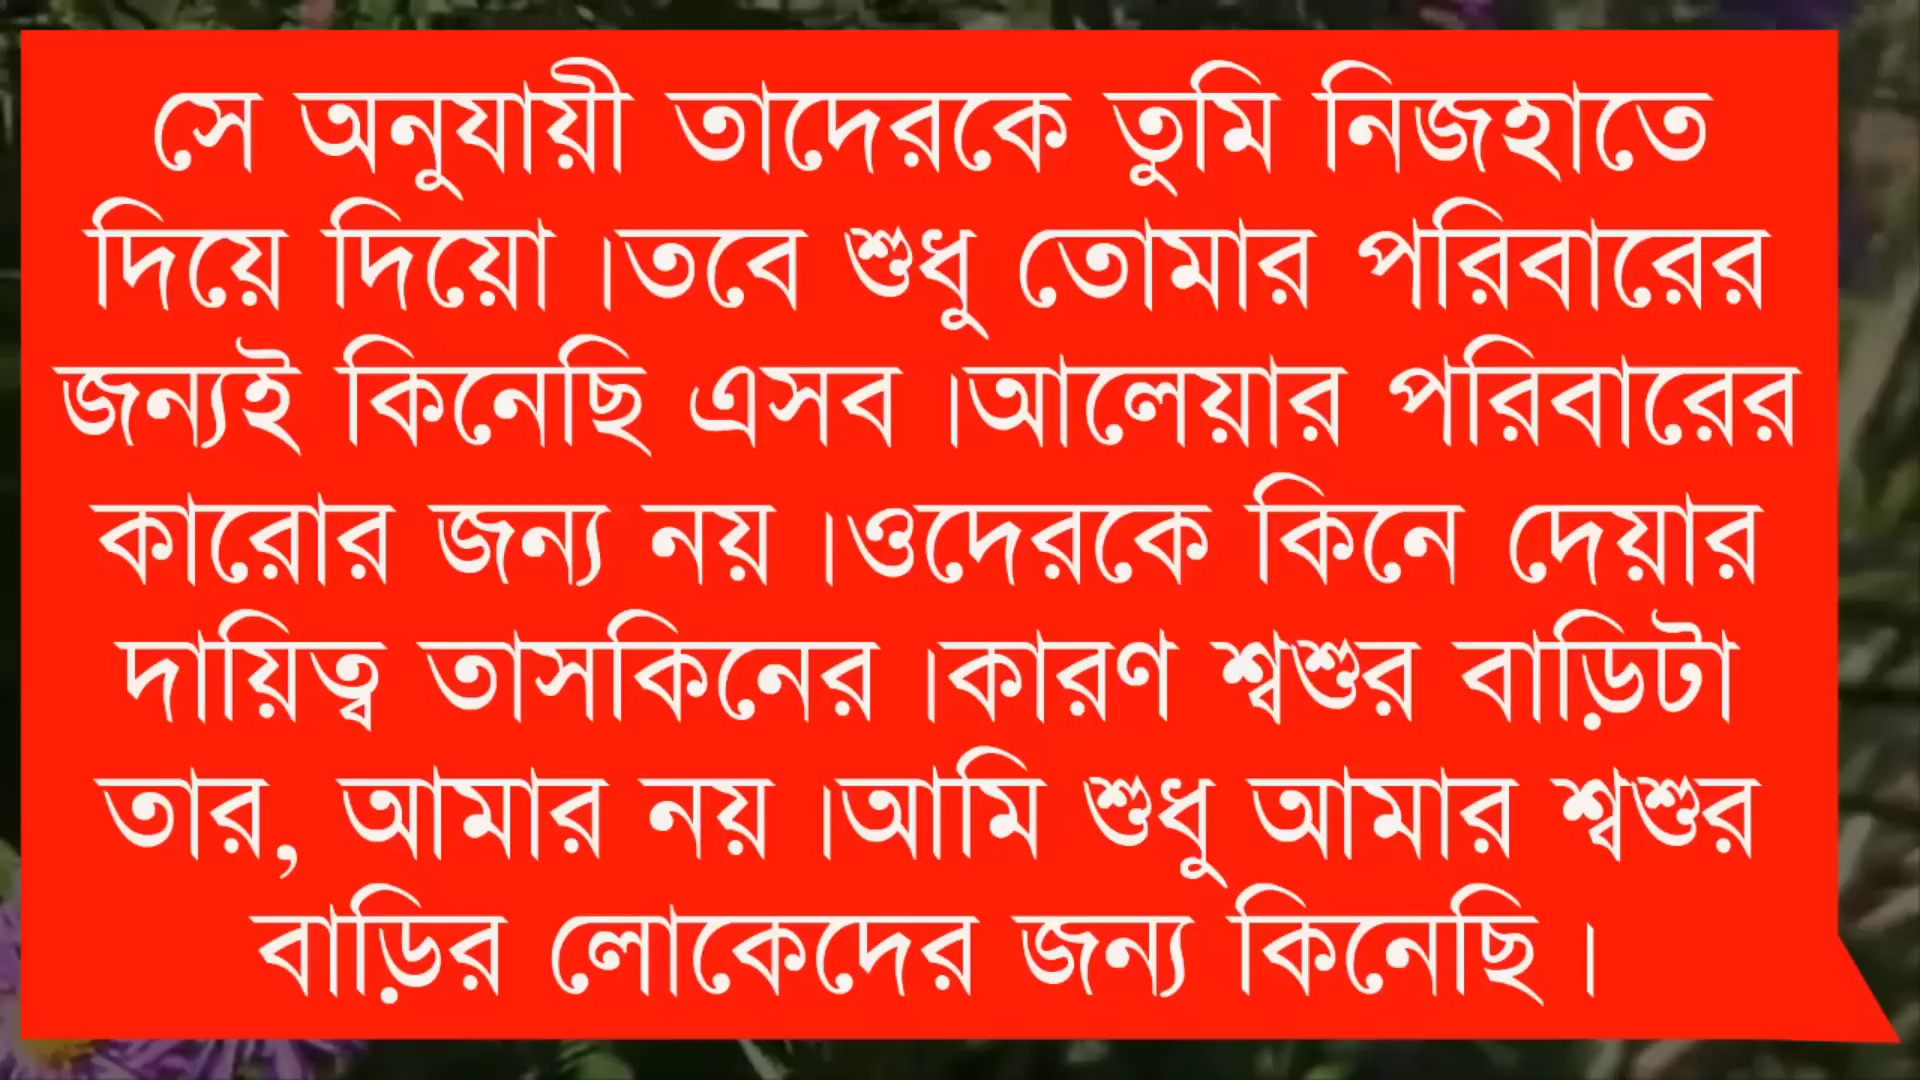 সে অনুযায়ী তাদেরকে তুমি নিজহাতে
দিয়ে দিয়ো ।তবে শুধু তোমার পরিবারের
জন্যই কিনেছি এসব ।আলেয়ার পরিবারের
কারোর জন্য নয় ।ওদেরকে কিনে দেয়ার
দায়িত্ব তাসকিনের ।কারণ শ্বশুর বাড়িটা
তার, আমার নয় ।আমি শুধু আমার শ্বশুর
বাড়ির লোকেদের জন্য কিনেছি ।